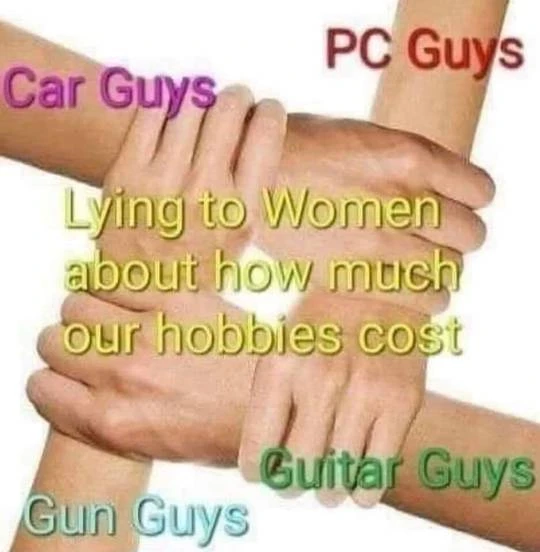 PC Guys
Car Guys
Lying to Women
about how much
our hobbies cost
Guitar Guys
Gun Guys